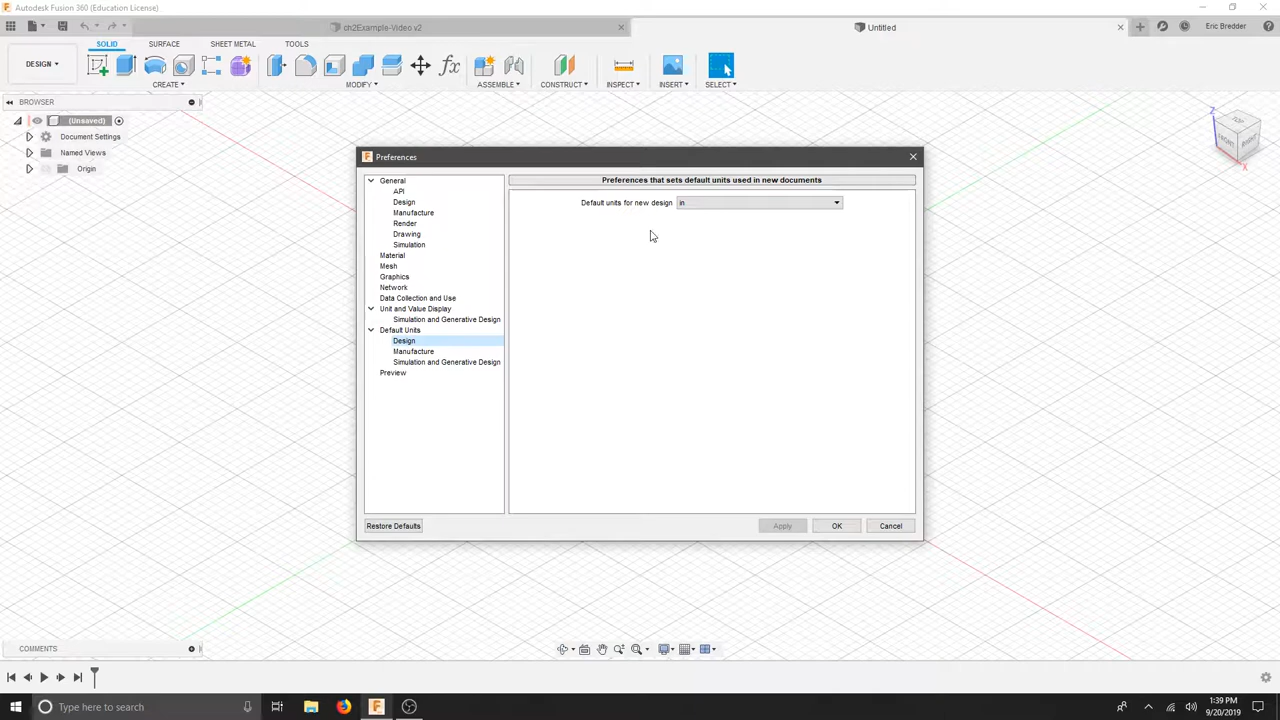 Autodesk Fusion 360 (Education License)
ch2Example-Video v2
Untitled
Eric Bredder
DESIGN
SOLID
SURFACE
SHEET METAL
TOOLS
CREATE
MODIFY
ASSEMBLE
CONSTRUCT
INSPECT
INSERT
SELECT
BROWSER
(Unsaved)
Document Settings
Named Views
Origin
TOP
FRONT
RIGHT
Z
X
Preferences
General
API
Design
Manufacture
Render
Drawing
Simulation
Material
Mesh
Graphics
Network
Data Collection and Use
Unit and Value Display
Simulation and Generative Design
Default Units
Design
Manufacture
Simulation and Generative Design
Preview
Preferences that sets default units used in new documents
Default units for new design in
Restore Defaults
Apply
OK
Cancel
COMMENTS
Type here to search
1:39 PM
9/20/2019